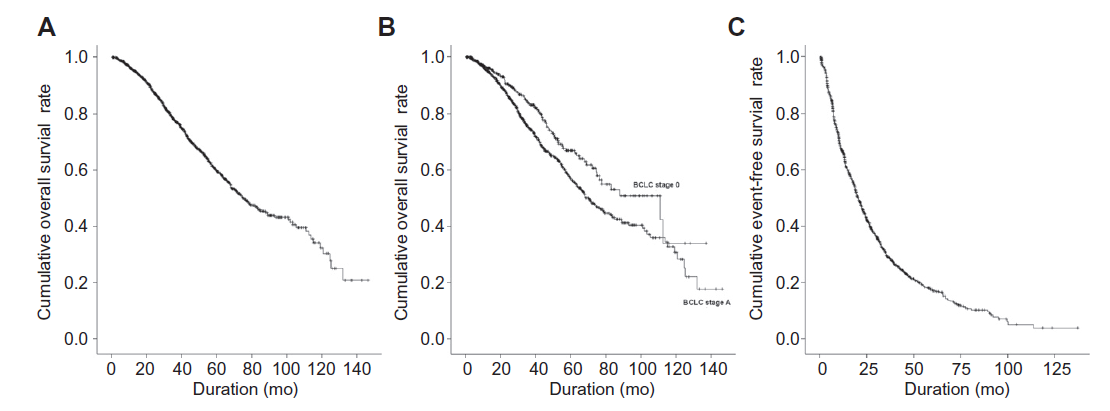 A
B
C
Cumulative overall survial rate
1.0
0.8
0.6
0.4
0.2
0.0
0 20 40 60 80 100 120 140
Duration (mo)
Cumulative overall survial rate
1.0
0.8
0.6
0.4
0.2
0.0
BCLC stage 0
BCLC stage A
0 20 40 60 80 100 120 140
Duration (mo)
Cumulative event-free survial rate
1.0
0.8
0.6
0.4
0.2
0.0
0 25 50 75 100 125
Duration (mo)